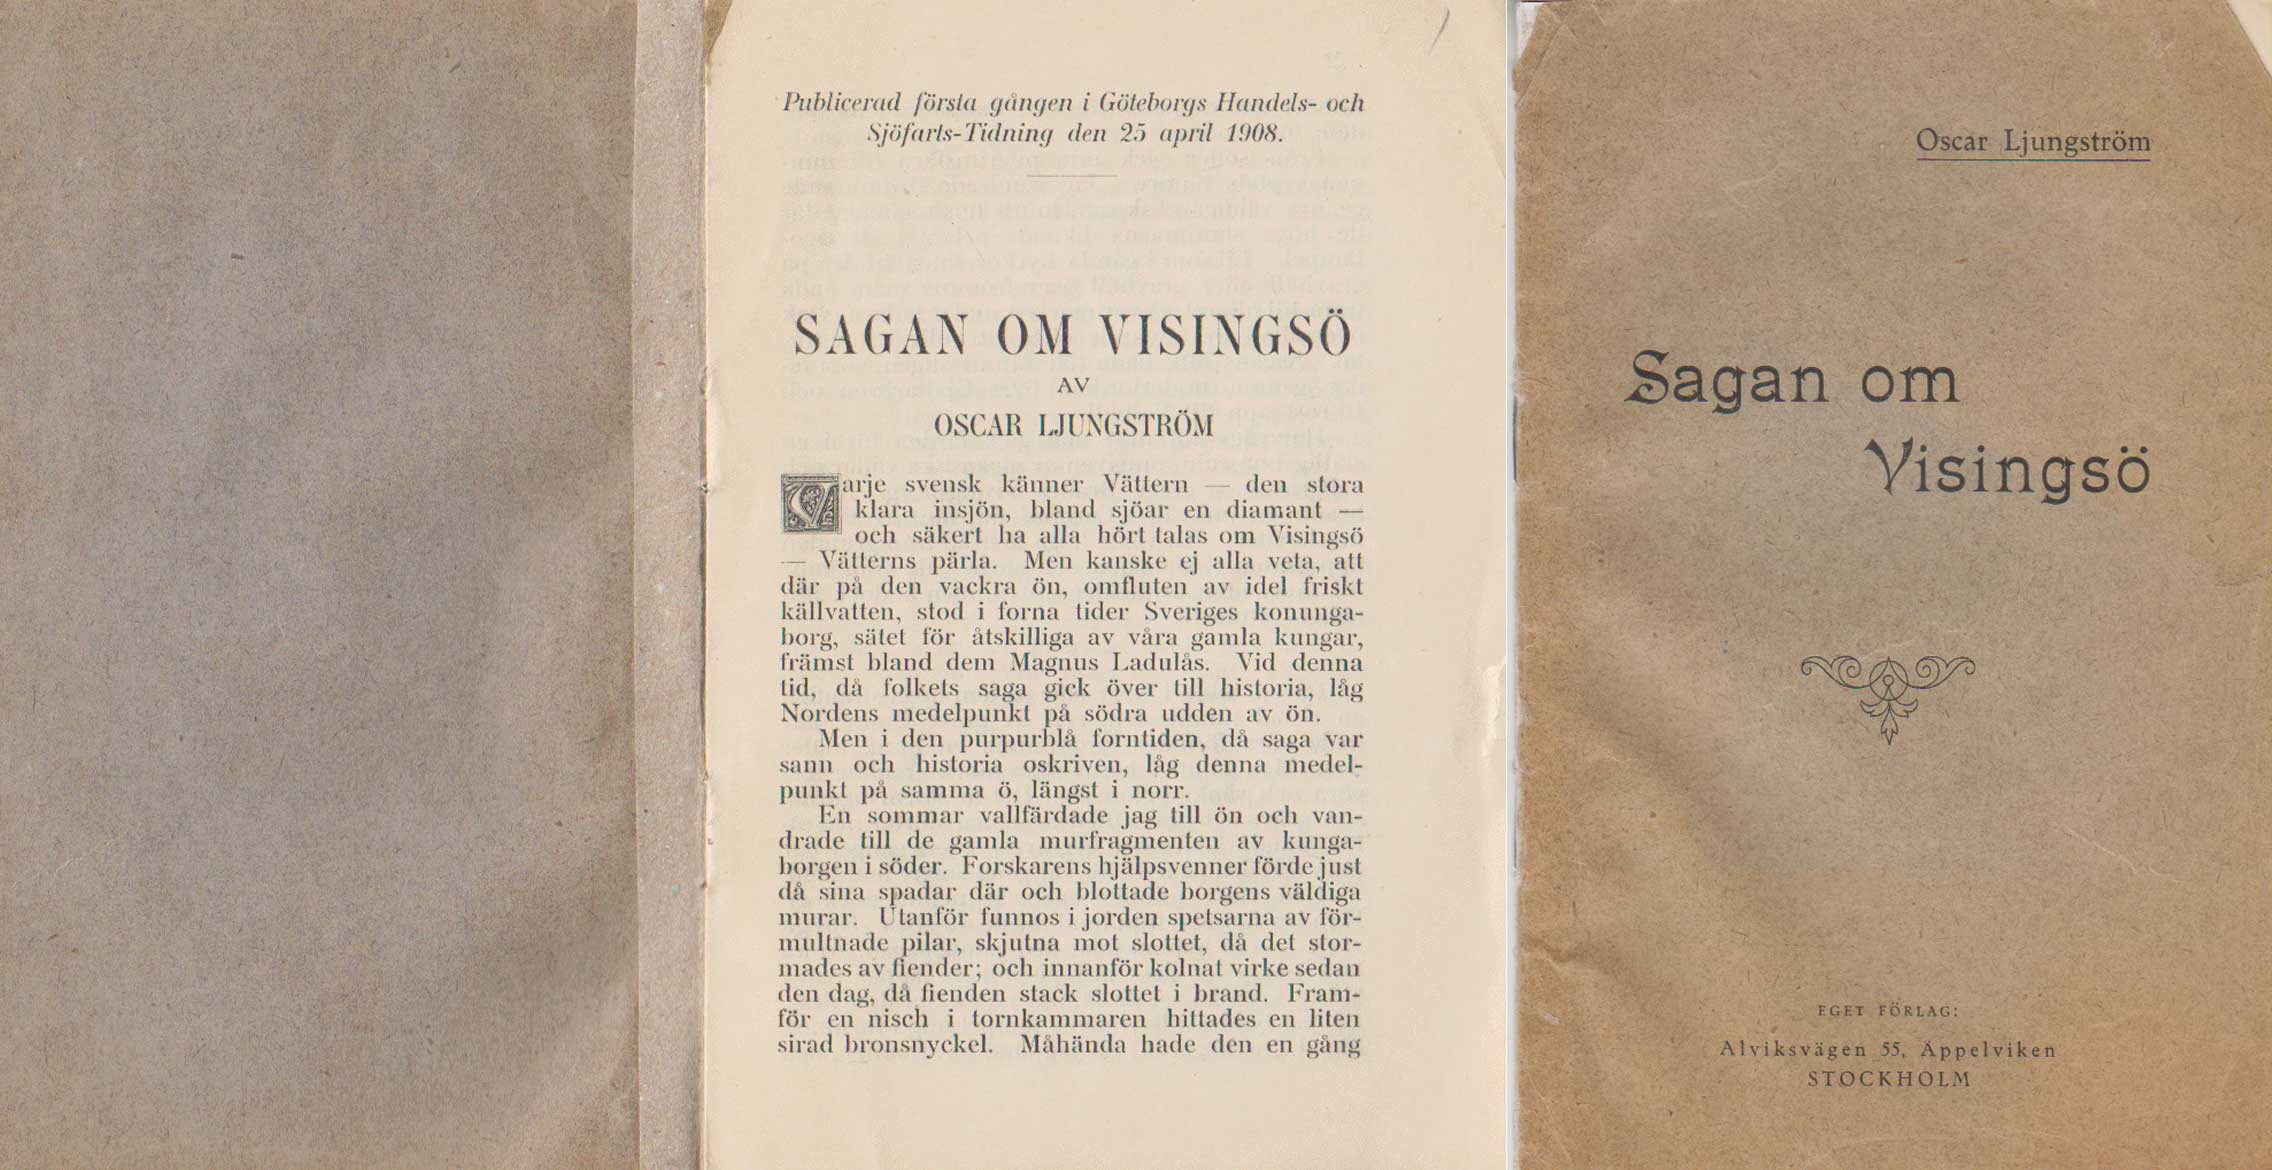 Publicerad första gången i Göteborgs Handels- och
Sjöfarts-Tidning den 25 april 1908.
SAGAN OM VISINGSÖ
AV
OSCAR LJUNGSTRÖM
Varje svensk känner Vättern — den stora
klara insjön, bland sjöar en diamant —
och säkert ha alla hört talas om Visingsö
— Vätterns pärla. Men kanske ej alla veta, att
där på den vackra ön, omfluten av idel friskt
källvatten, stod i forna tider Sveriges konunga-
borg, sätet för åtskilliga av våra gamla kungar,
främst bland dem Magnus Ladulås. Vid denna
tid, då folkets saga gick över till historia, låg
Nordens medelpunkt på södra udden av ön.
Men i den purpurblå forntiden, då saga var
sann och historia oskriven, låg denna medel-
punkt på samma ö, längst i norr.
En sommar vallfärdade jag till ön och van-
drade till de gamla murfragmenten av kunga-
borgen i söder. Forskarens hjälpsvenner förde just
då sina spadar där och blottade borgens väldiga
murar. Utanför funnos i jorden spetsarna av för-
multnade pilar, skjutna mot slottet, då det stor-
mades av fiender; och innanför kolnat virke sedan
den dag, då fienden stack slottet i brand. Fram-
för en nisch i tornkammaren hittades en liten
sirad bronsnyckel. Måhända hade den en gång
Oscar Ljungström
Sagan om
Visingsö
EGET FÖRLAG:
Alviksvägen 55, Äppelviken
STOCKHOLM